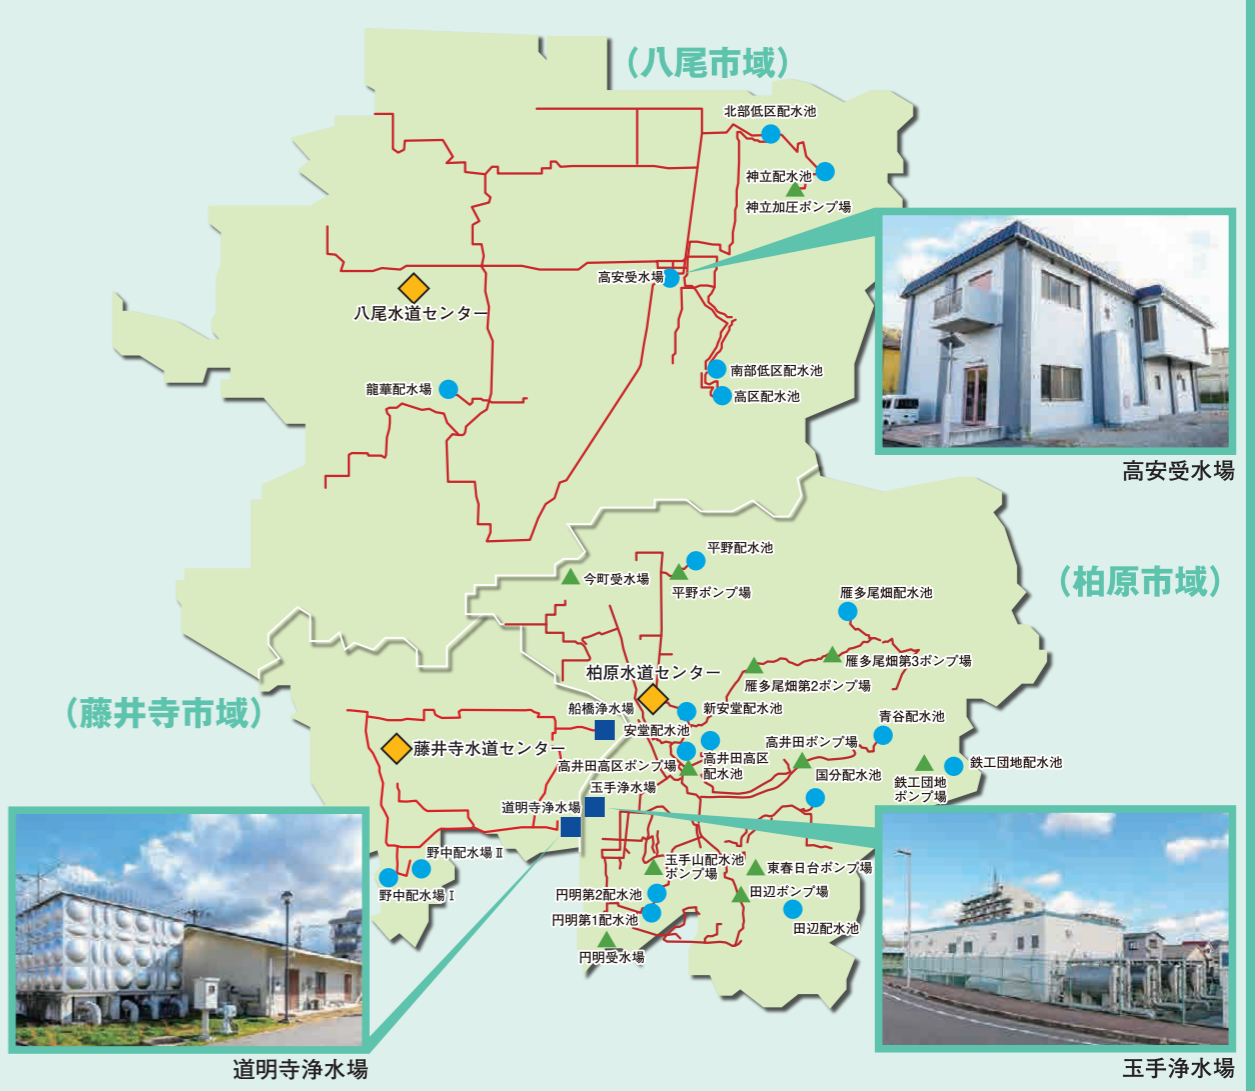 （八尾市域）
北部低区配水池
神立配水池
神立加圧ポンプ場
高安受水場
八尾水道センター
龍華配水場
南部低区配水池
高区配水池
高安受水場
平野配水池
今町受水場
平野ポンプ場
（柏原市域）
雁多尾畑配水池
雁多尾畑第3ポンプ場
雁多尾畑第2ポンプ場
柏原水道センター
（藤井寺市域）
船橋浄水場
新安堂配水池
安堂配水池
青谷配水池
藤井寺水道センター
高井田高区ポンプ場
高井田高区
配水池
高井田ポンプ場
国分配水池
鉄工団地配水池
鉄工団地
ポンプ場
玉手浄水場
道明寺浄水場
野中配水場Ⅱ
野中配水場Ⅰ
玉手山配水池
ポンプ場
東春日台ポンプ場
円明第2配水池
田辺ポンプ場
円明第1配水池
田辺配水池
円明受水場
道明寺浄水場
玉手浄水場